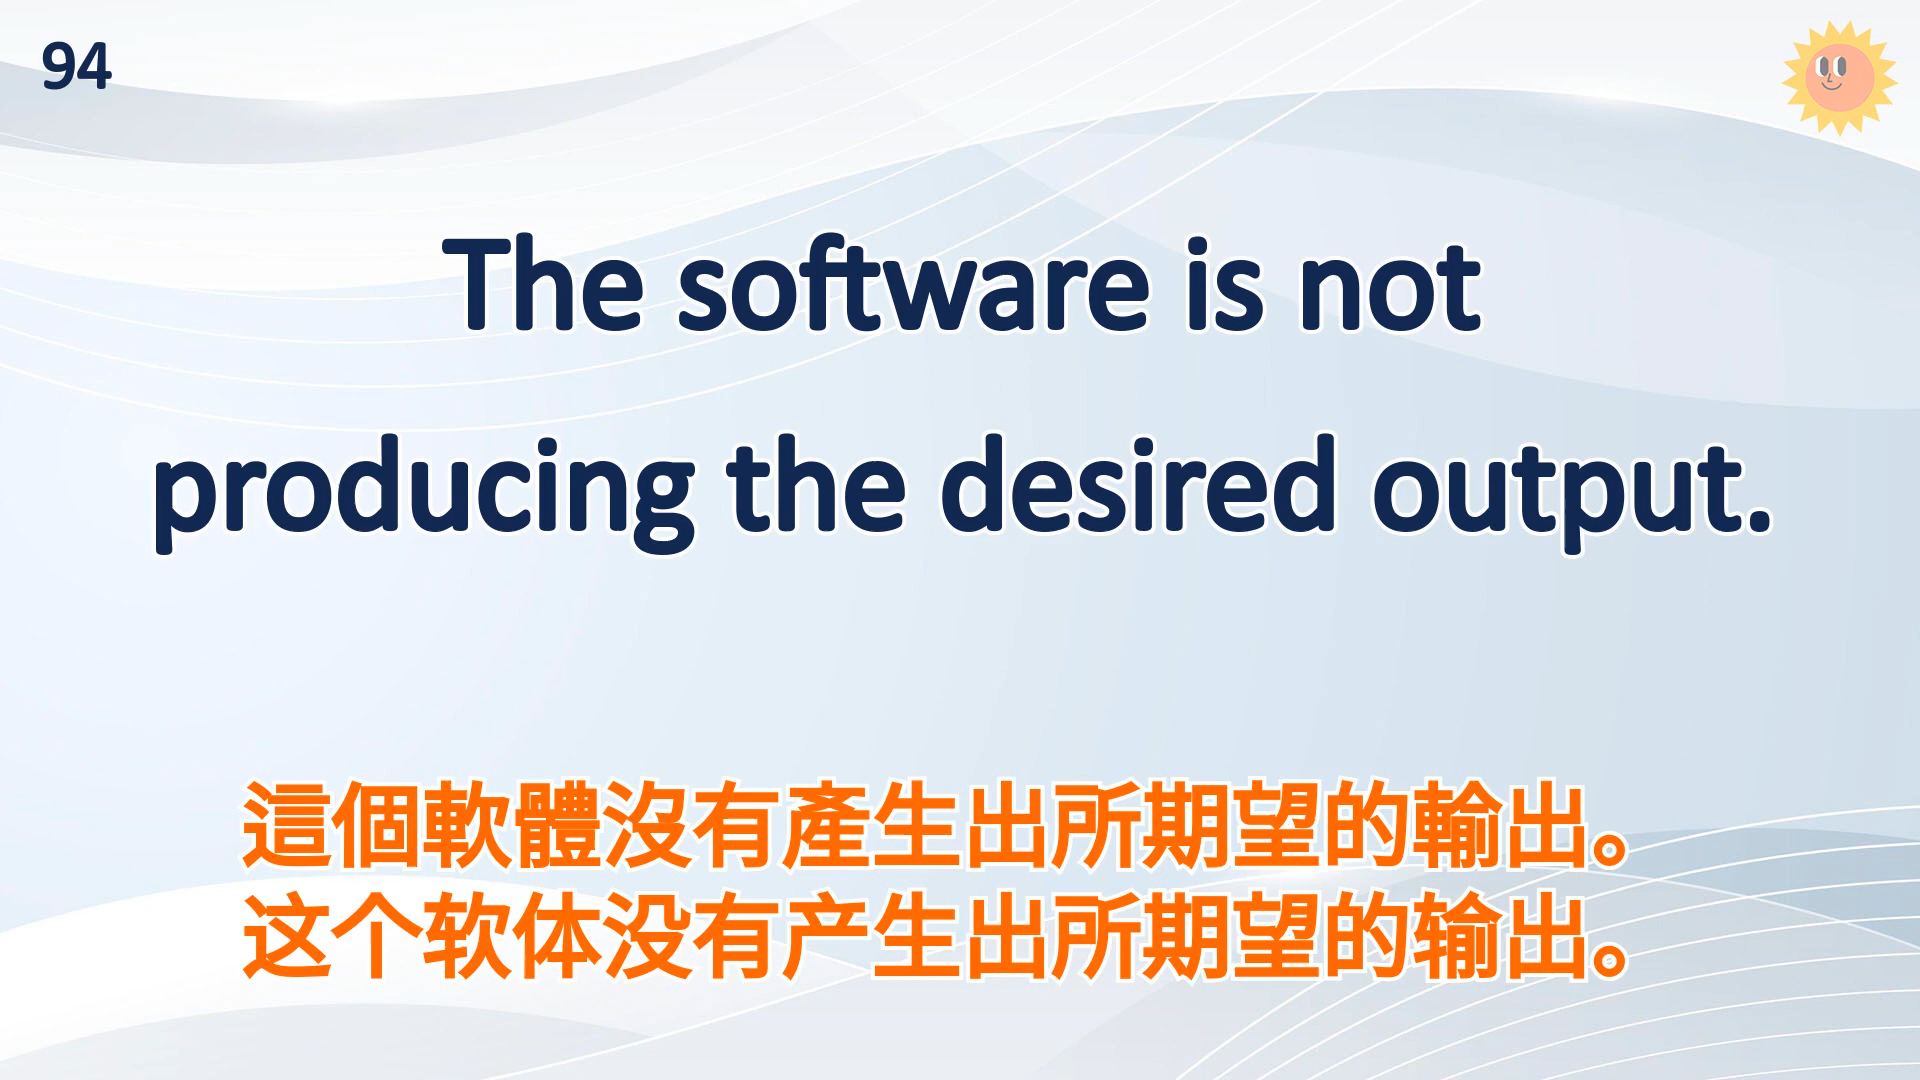 94
The software is not
producing the desired output.
這個軟體沒有產生出所期望的輸出。
这个软体没有产生出所期望的输出。